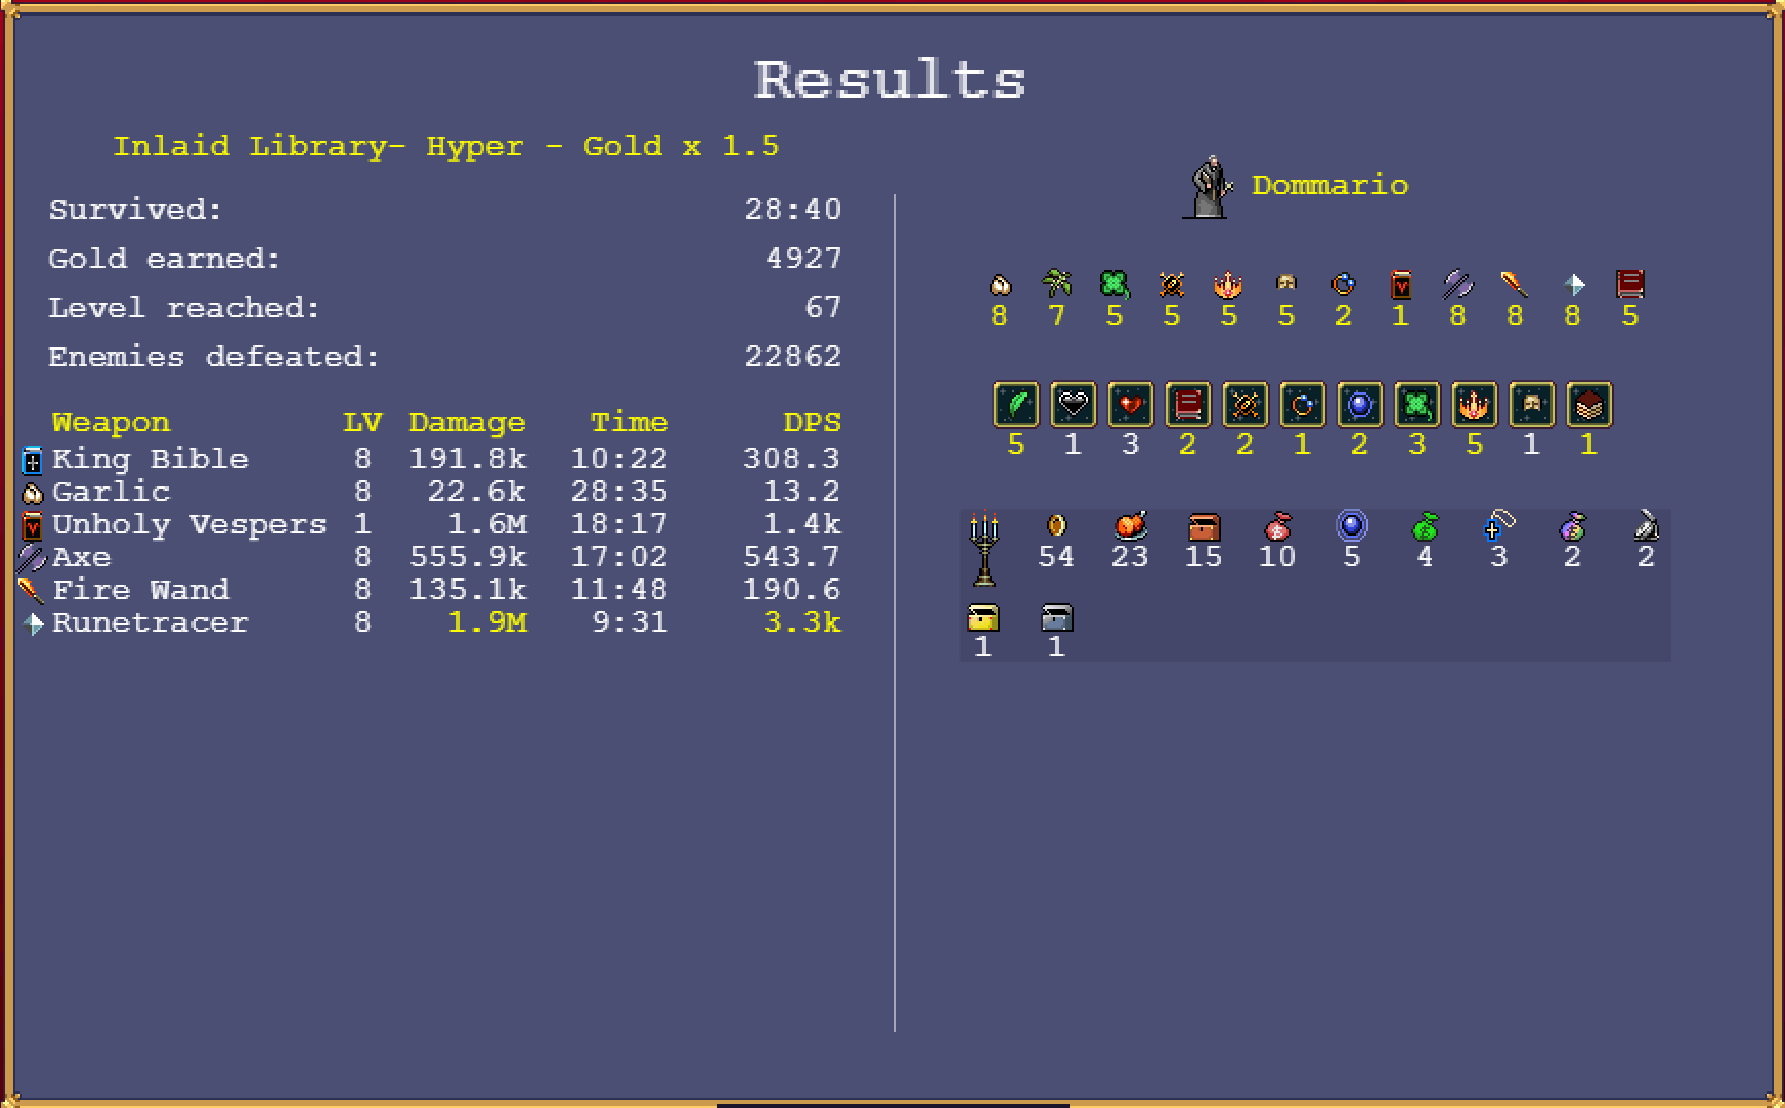 Results
Inlaid Library- Hyper - Gold x 1.5
Survived: 28:40
Gold earned: 4927
Level reached: 67
Enemies defeated: 22862
Weapon LV Damage Time DPS
King Bible 8 191.8k 10:22 308.3
Garlic 8 22.6k 28:35 13.2
Unholy Vespers 1 1.6M 18:17 1.4k
Axe 8 555.9k 17:02 543.7
Fire Wand 8 135.1k 11:48 190.6
Runetracer 8 1.9M 9:31 3.3k
Dommario
8 7 5 5 5 5 2 1 8 8 8 5
5 1 3 2 2 1 2 3 5 1 1
54 23 15 10 5 4 3 2 2
1 1